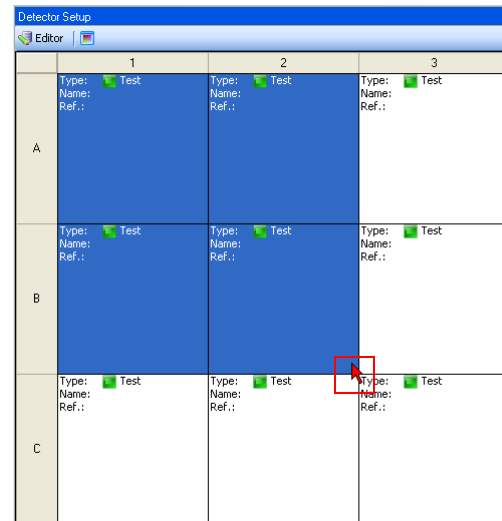 Detector Setup
Editor
1 2 3
A
Type: Test Type: Test Type: Test
Name: Name: Name:
Ref.: Ref.: Ref.:
B
Type: Test Type: Test Type: Test
Name: Name: Name:
Ref.: Ref.: Ref.:
C
Type: Test Type: Test Type: Test
Name: Name: Name:
Ref.: Ref.: Ref.: